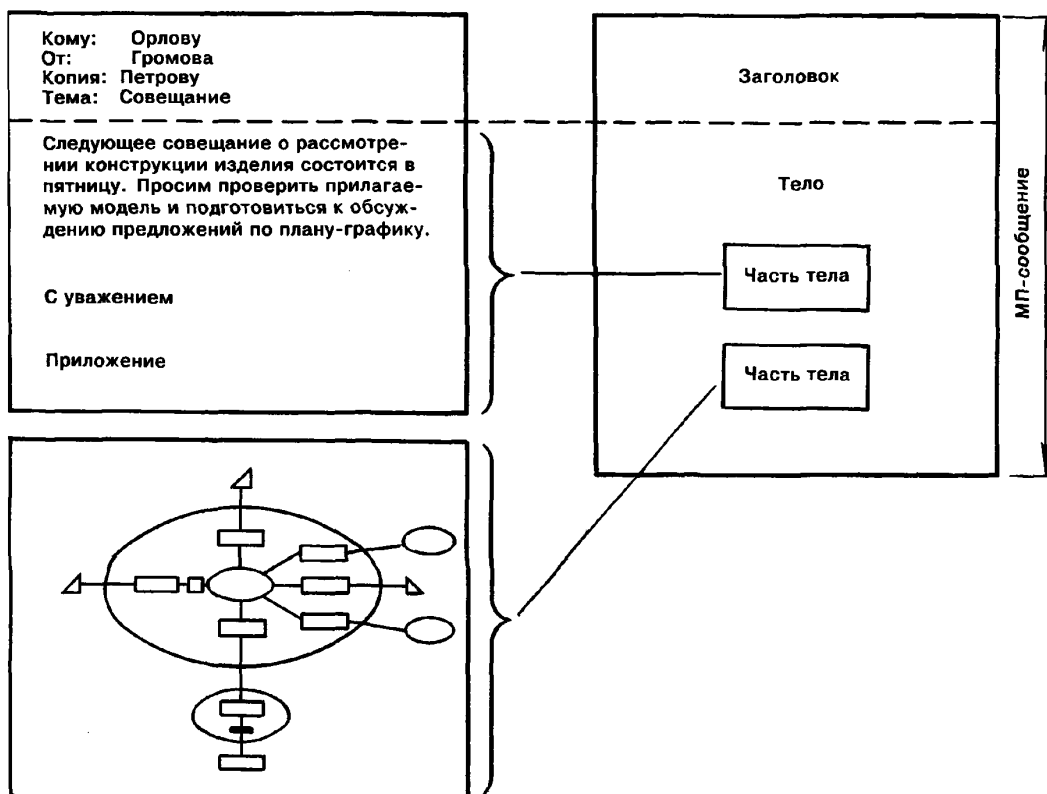 Кому: Орлову
От: Громова
Копия: Петрову
Тема: Совещание
Следующее совещание о рассмотре-
нии конструкции изделия состоится в
пятницу. Просим проверить прилагае-
мую модель и подготовиться к обсуж-
дению предложений по плану-графику.
С уважением
Приложение
Заголовок
Тело
Часть тела
Часть тела
МП-сообщение